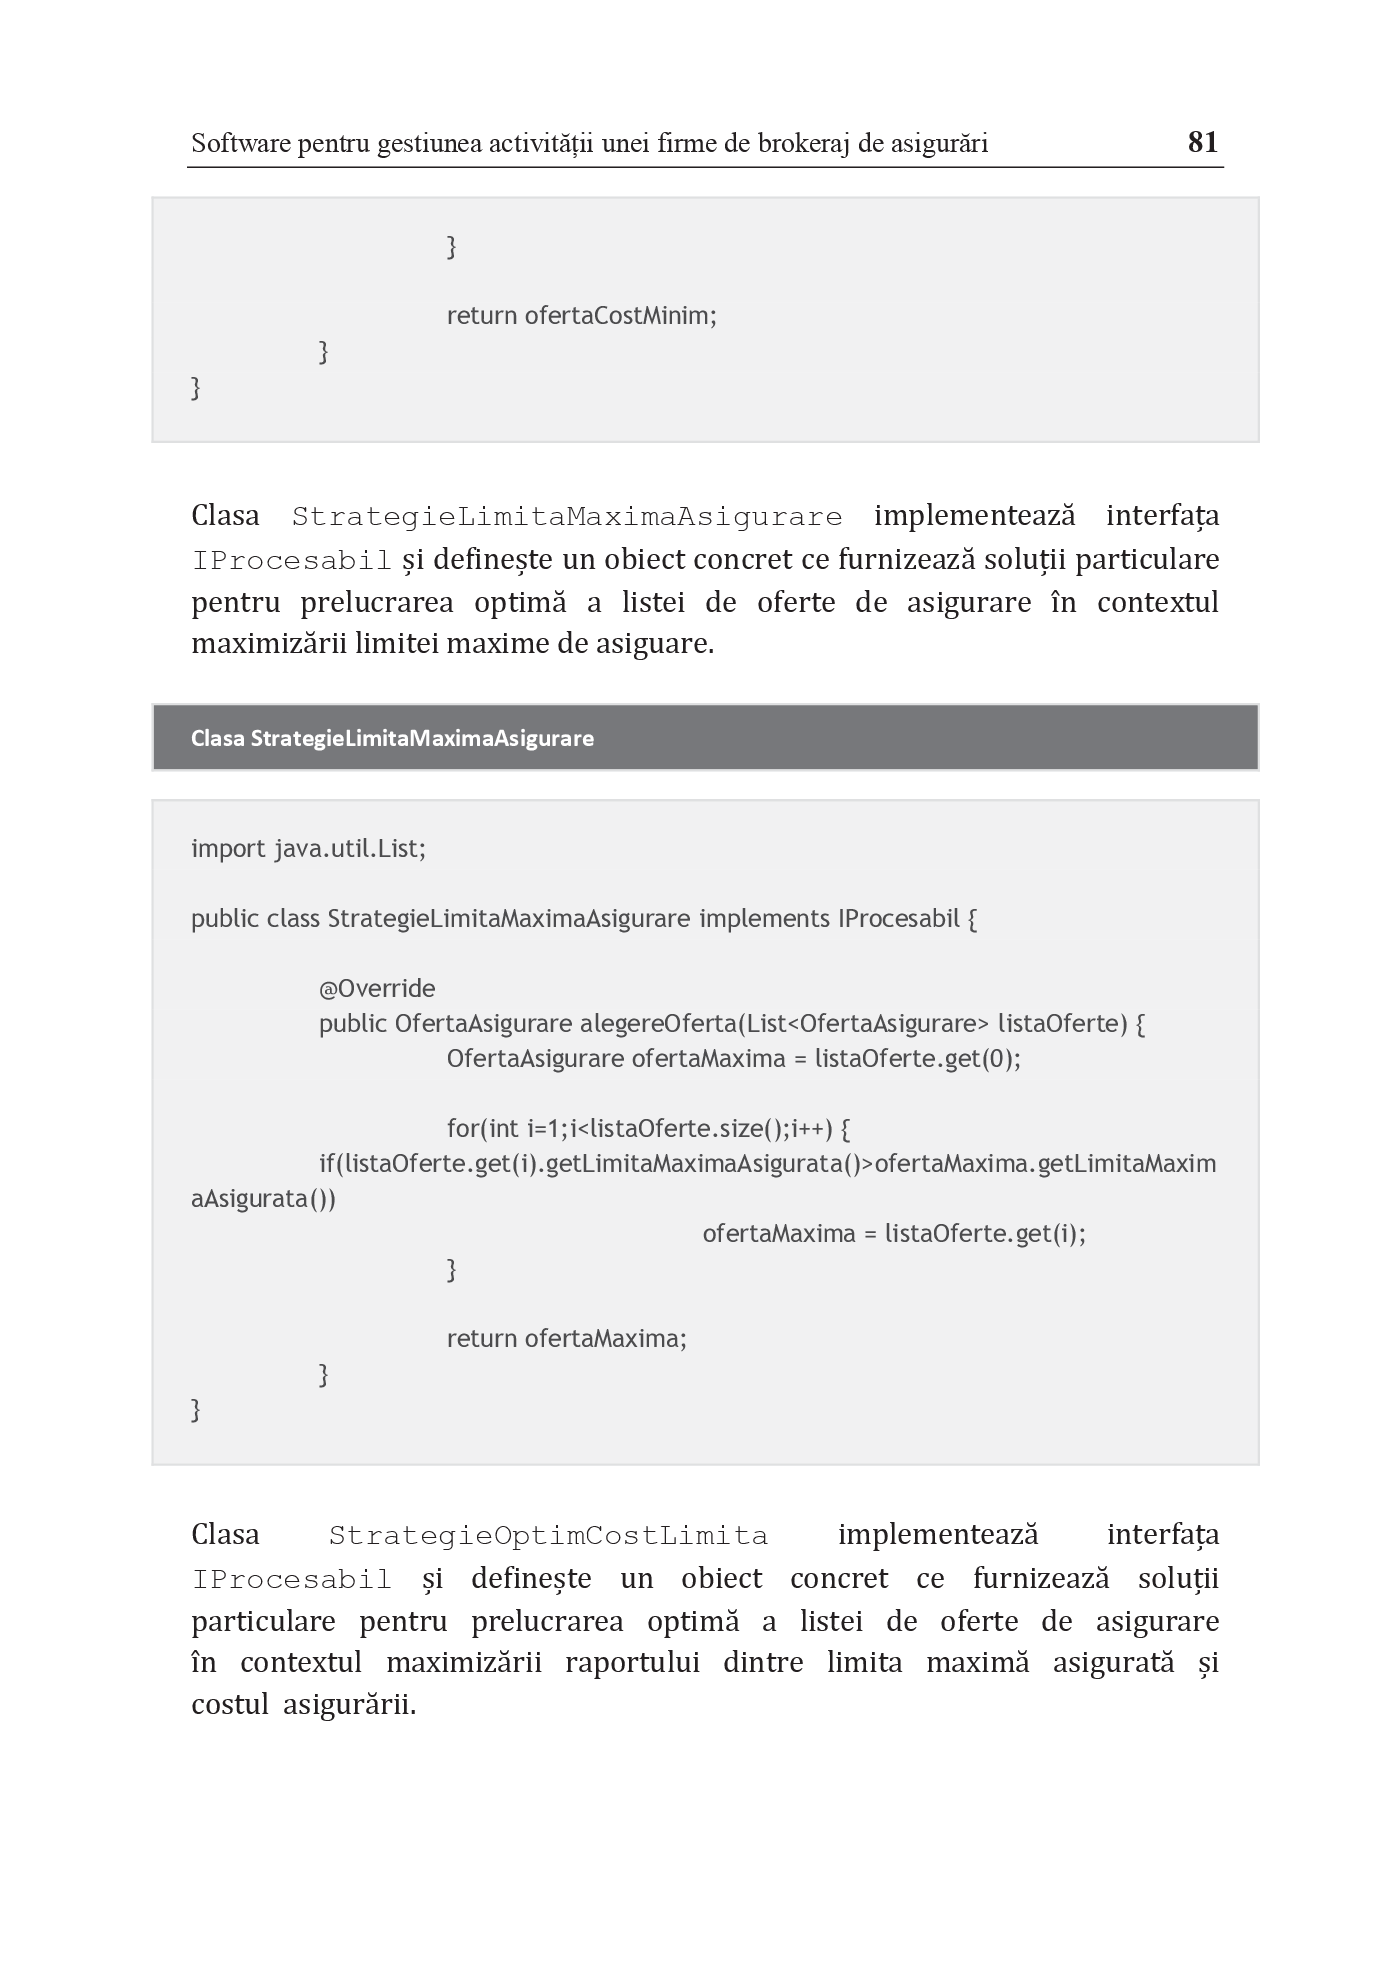 Software pentru gestiunea activității unei firme de brokeraj de asigurări 81
}
return ofertaCostMinim;
}
}
Clasa StrategieLimitaMaximaAsigurare implementează interfața
IProcesabil și definește un obiect concret ce furnizează soluții particulare
pentru prelucrarea optimă a listei de oferte de asigurare în contextul
maximizării limitei maxime de asiguare.
Clasa StrategieLimitaMaximaAsigurare
import java.util.List;
public class StrategieLimitaMaximaAsigurare implements IProcesabil {
@Override
public OfertaAsigurare alegereOferta(List<OfertaAsigurare> listaOferte) {
OfertaAsigurare ofertaMaxima = listaOferte.get(0);
for(int i=1;i<listaOferte.size();i++) {
if(listaOferte.get(i).getLimitaMaximaAsigurata()>ofertaMaxima.getLimitaMaxim
aAsigurata())
ofertaMaxima = listaOferte.get(i);
}
return ofertaMaxima;
}
}
Clasa StrategieOptimCostLimita implementează interfața
IProcesabil și definește un obiect concret ce furnizează soluții
particulare pentru prelucrarea optimă a listei de oferte de asigurare
în contextul maximizării raportului dintre limita maximă asigurată și
costul asigurării.